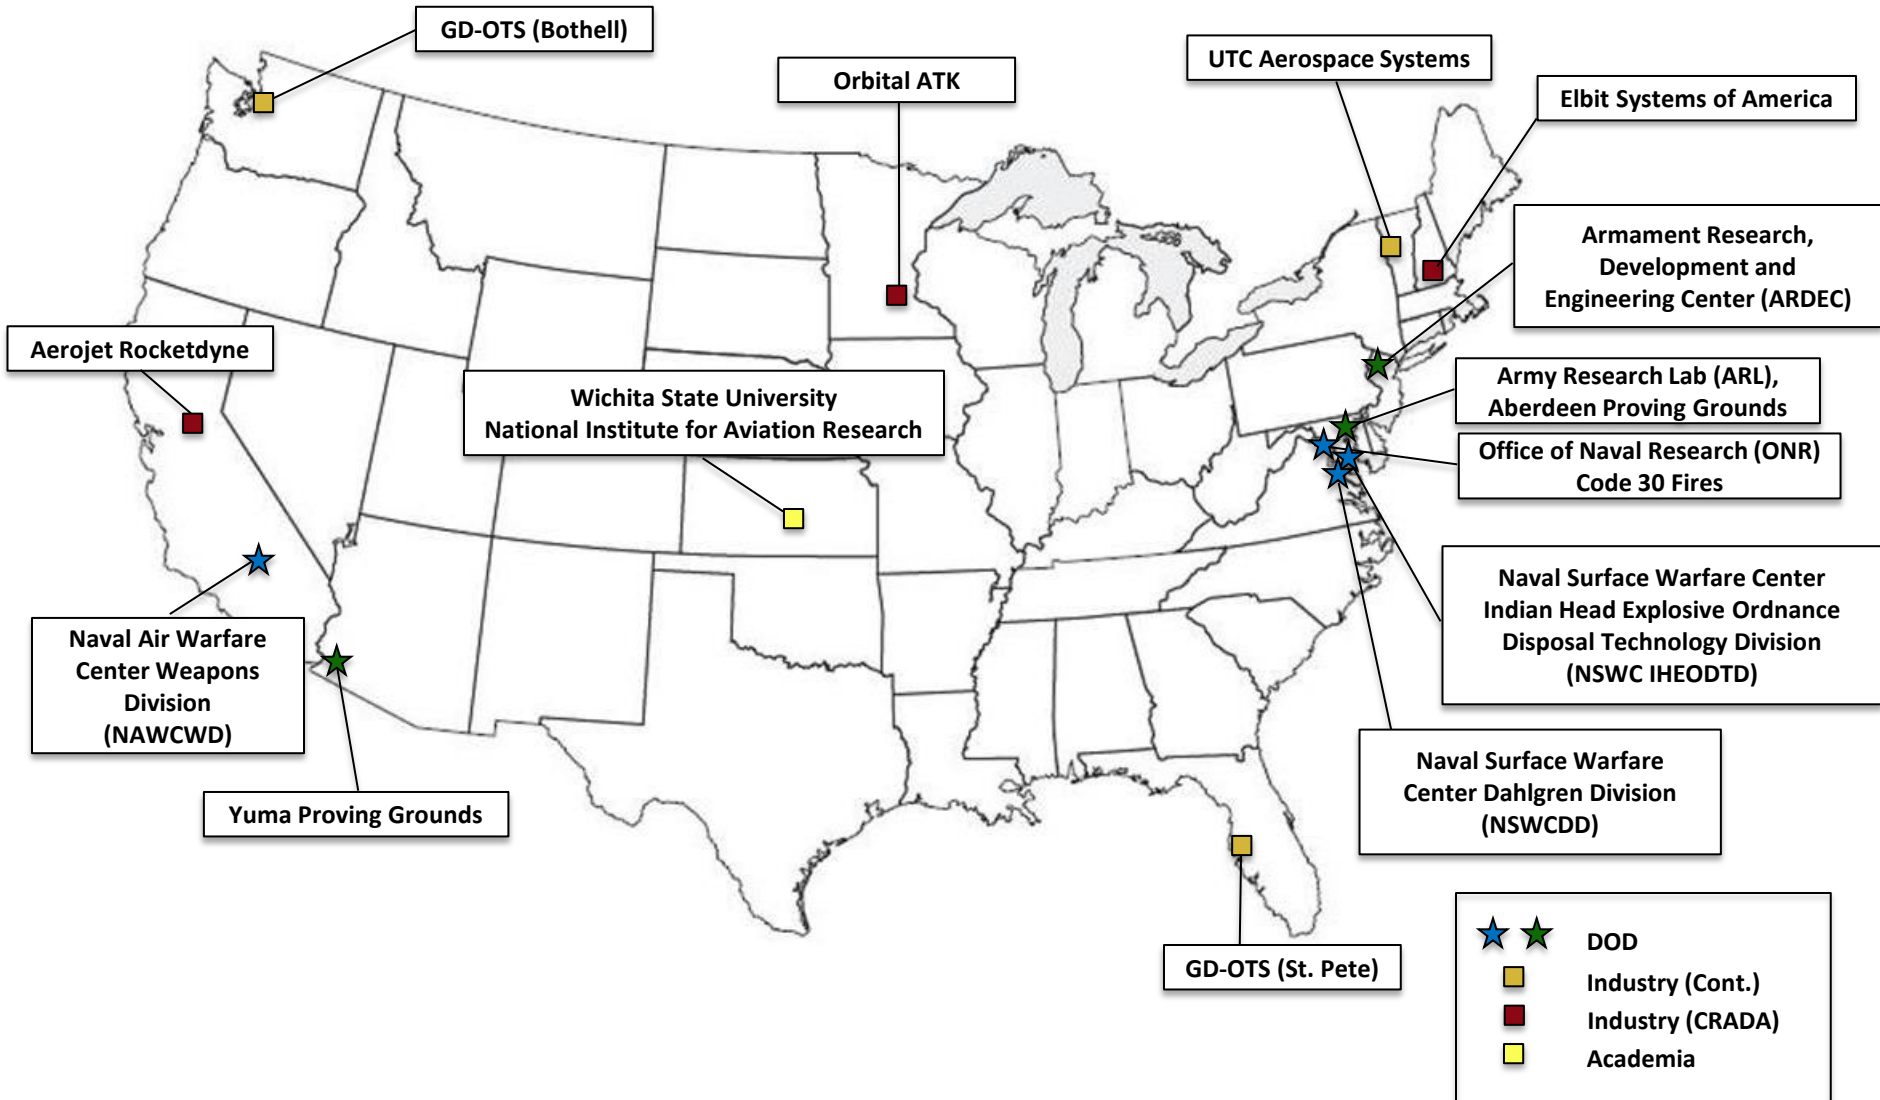 GD-OTS (Bothell)
Orbital ATK
UTC Aerospace Systems
Elbit Systems of America
Armament Research,
Development and
Engineering Center (ARDEC)
Aerojet Rocketdyne
Wichita State University
National Institute for Aviation Research
Army Research Lab (ARL),
Aberdeen Proving Grounds
Office of Naval Research (ONR)
Code 30 Fires
Naval Surface Warfare Center
Indian Head Explosive Ordnance
Disposal Technology Division
(NSWC IHEODTD)
Naval Air Warfare
Center Weapons
Division
(NAWCWD)
Naval Surface Warfare
Center Dahlgren Division
(NSWCDD)
Yuma Proving Grounds
GD-OTS (St. Pete)
DOD
Industry (Cont.)
Industry (CRADA)
Academia